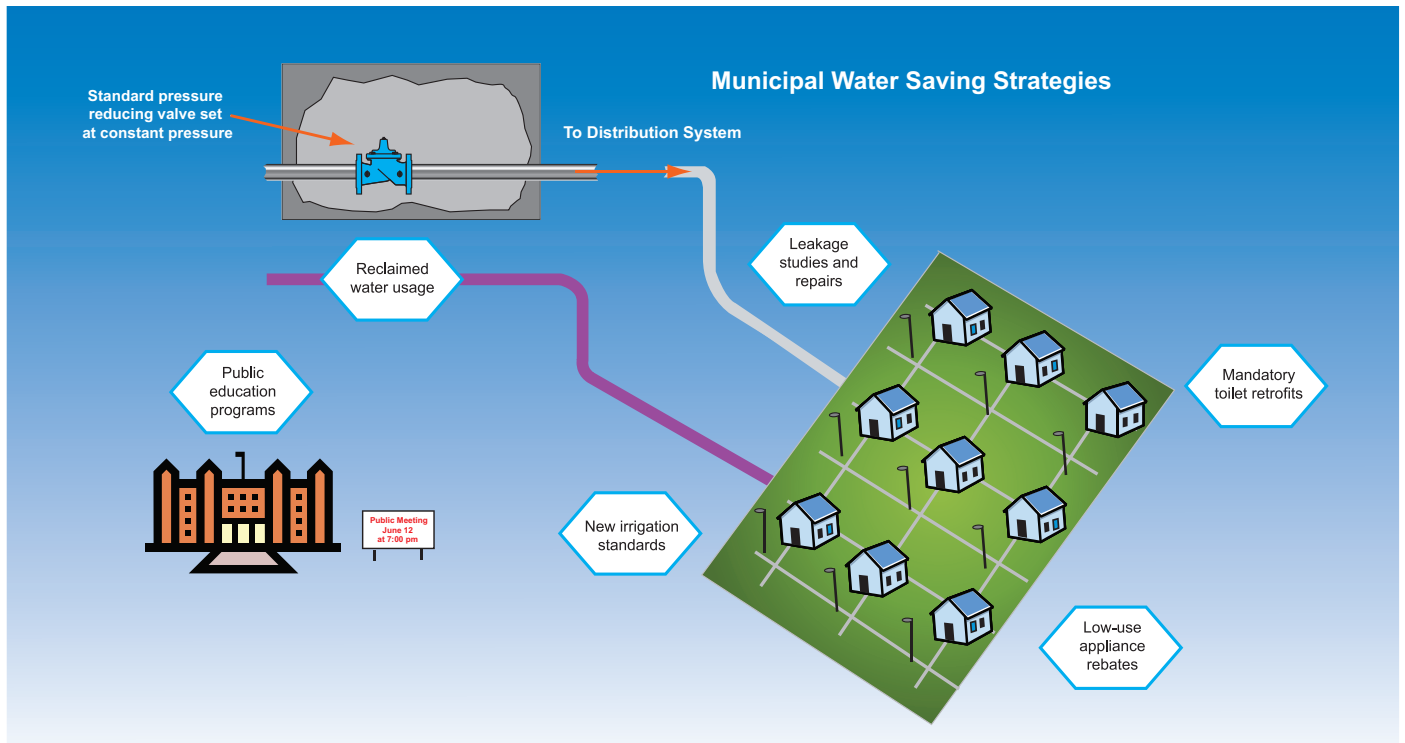 Municipal Water Saving Strategies
Standard pressure
reducing valve set
at constant pressure
To Distribution System
Leakage
studies and
repairs
Reclaimed
water usage
Public
education
programs
Mandatory
toilet retrofits
Public Meeting
June 12
at 7:00 pm
New irrigation
standards
Low-use
appliance
rebates